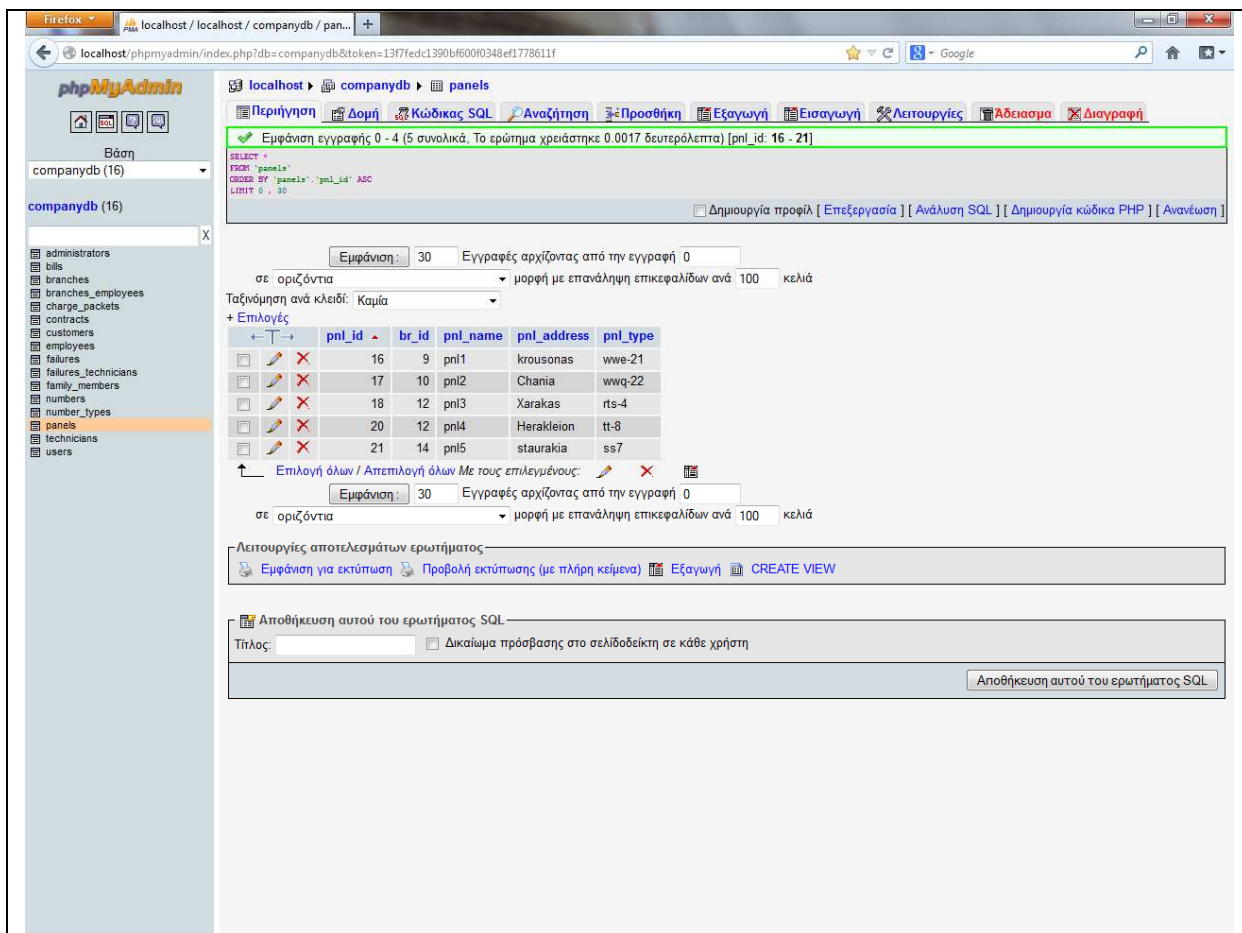 Firefox
PMA localhost / localhost / companydb / pan... +
localhost/phpmyadmin/index.php?db=companydb&token=13f7fedc1390bf600f0348ef1778611f
Google
phpMyAdmin
SQL
Βάση
companydb (16)
companydb (16)
X
administrators
bills
branches
branches_employees
charge_packets
contracts
customers
employees
failures
failures_technicians
family_members
numbers
number_types
panels
technicians
users
localhost companydb panels
Περιήγηση Δομή Κώδικας SQL Αναζήτηση Προσθήκη Εξαγωγή Εισαγωγή Λειτουργίες Άδειασμα Διαγραφή
Εμφάνιση εγγραφής 0 - 4 (5 συνολικά, Το ερώτημα χρειάστηκε 0.0017 δευτερόλεπτα) [pnl_id: 16 - 21]
SELECT *
FROM `panels`
ORDER BY `panels`.`pnl_id` ASC
LIMIT 0 , 30
Δημιουργία προφίλ [ Επεξεργασία ] [ Ανάλυση SQL ] [ Δημιουργία κώδικα PHP ] [ Ανανέωση ]
Εμφάνιση : 30 Εγγραφές αρχίζοντας από την εγγραφή 0
σε οριζόντια μορφή με επανάληψη επικεφαλίδων ανά 100 κελιά
Ταξινόμηση ανά κλειδί: Καμία
+ Επιλογές
←T→ pnl_id br_id pnl_name pnl_address pnl_type
16 9 pnl1 krousonas wwe-21
17 10 pnl2 Chania wwq-22
18 12 pnl3 Xarakas rts-4
20 12 pnl4 Herakleion tt-8
21 14 pnl5 staurakia ss7
Επιλογή όλων / Απεπιλογή όλων Με τους επιλεγμένους:
Εμφάνιση : 30 Εγγραφές αρχίζοντας από την εγγραφή 0
σε οριζόντια μορφή με επανάληψη επικεφαλίδων ανά 100 κελιά
Λειτουργίες αποτελεσμάτων ερωτήματος
Εμφάνιση για εκτύπωση Προβολή εκτύπωσης (με πλήρη κείμενα) Εξαγωγή CREATE VIEW
Αποθήκευση αυτού του ερωτήματος SQL
Τίτλος: Δικαίωμα πρόσβασης στο σελιδοδείκτη σε κάθε χρήστη
Αποθήκευση αυτού του ερωτήματος SQL